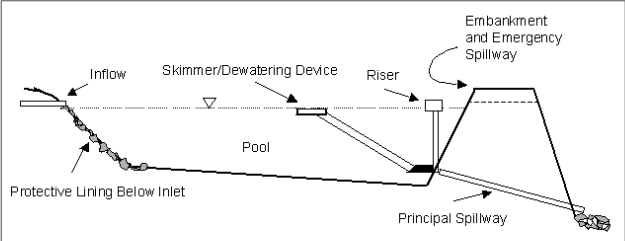 Embankment
and Emergency
Spillway
Inflow
Skimmer/Dewatering Device
Riser
Pool
Protective Lining Below Inlet
Principal Spillway